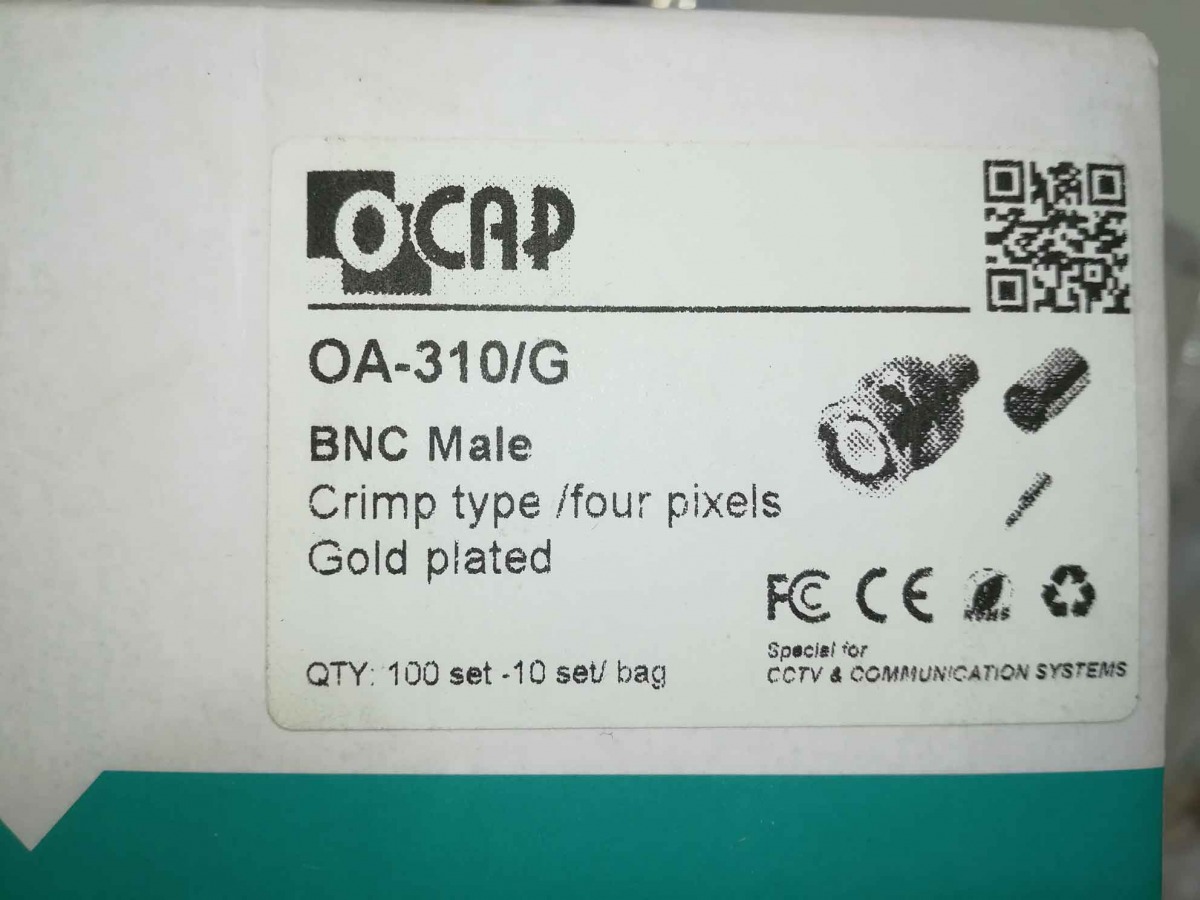 OCAP
OA-310/G
BNC Male
Crimp type /four pixels
Gold plated
FC CE
RoHS
QTY: 100 set -10 set/ bag
Special for
CCTV & COMMUNICATION SYSTEMS